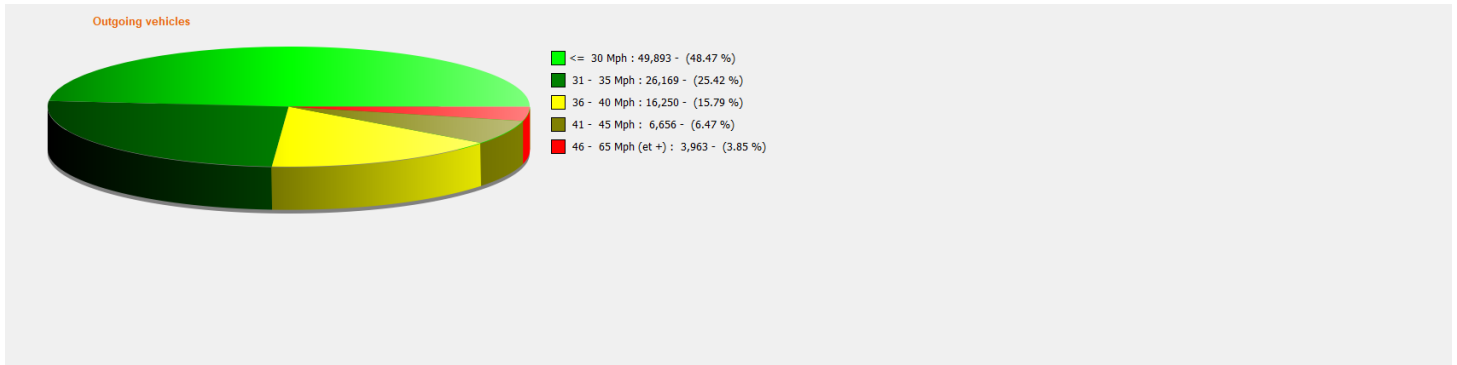 Outgoing vehicles
<= 30 Mph : 49,893 - (48.47 %)
31 - 35 Mph : 26,169 - (25.42 %)
36 - 40 Mph : 16,250 - (15.79 %)
41 - 45 Mph : 6,656 - (6.47 %)
46 - 65 Mph (et +) : 3,963 - (3.85 %)